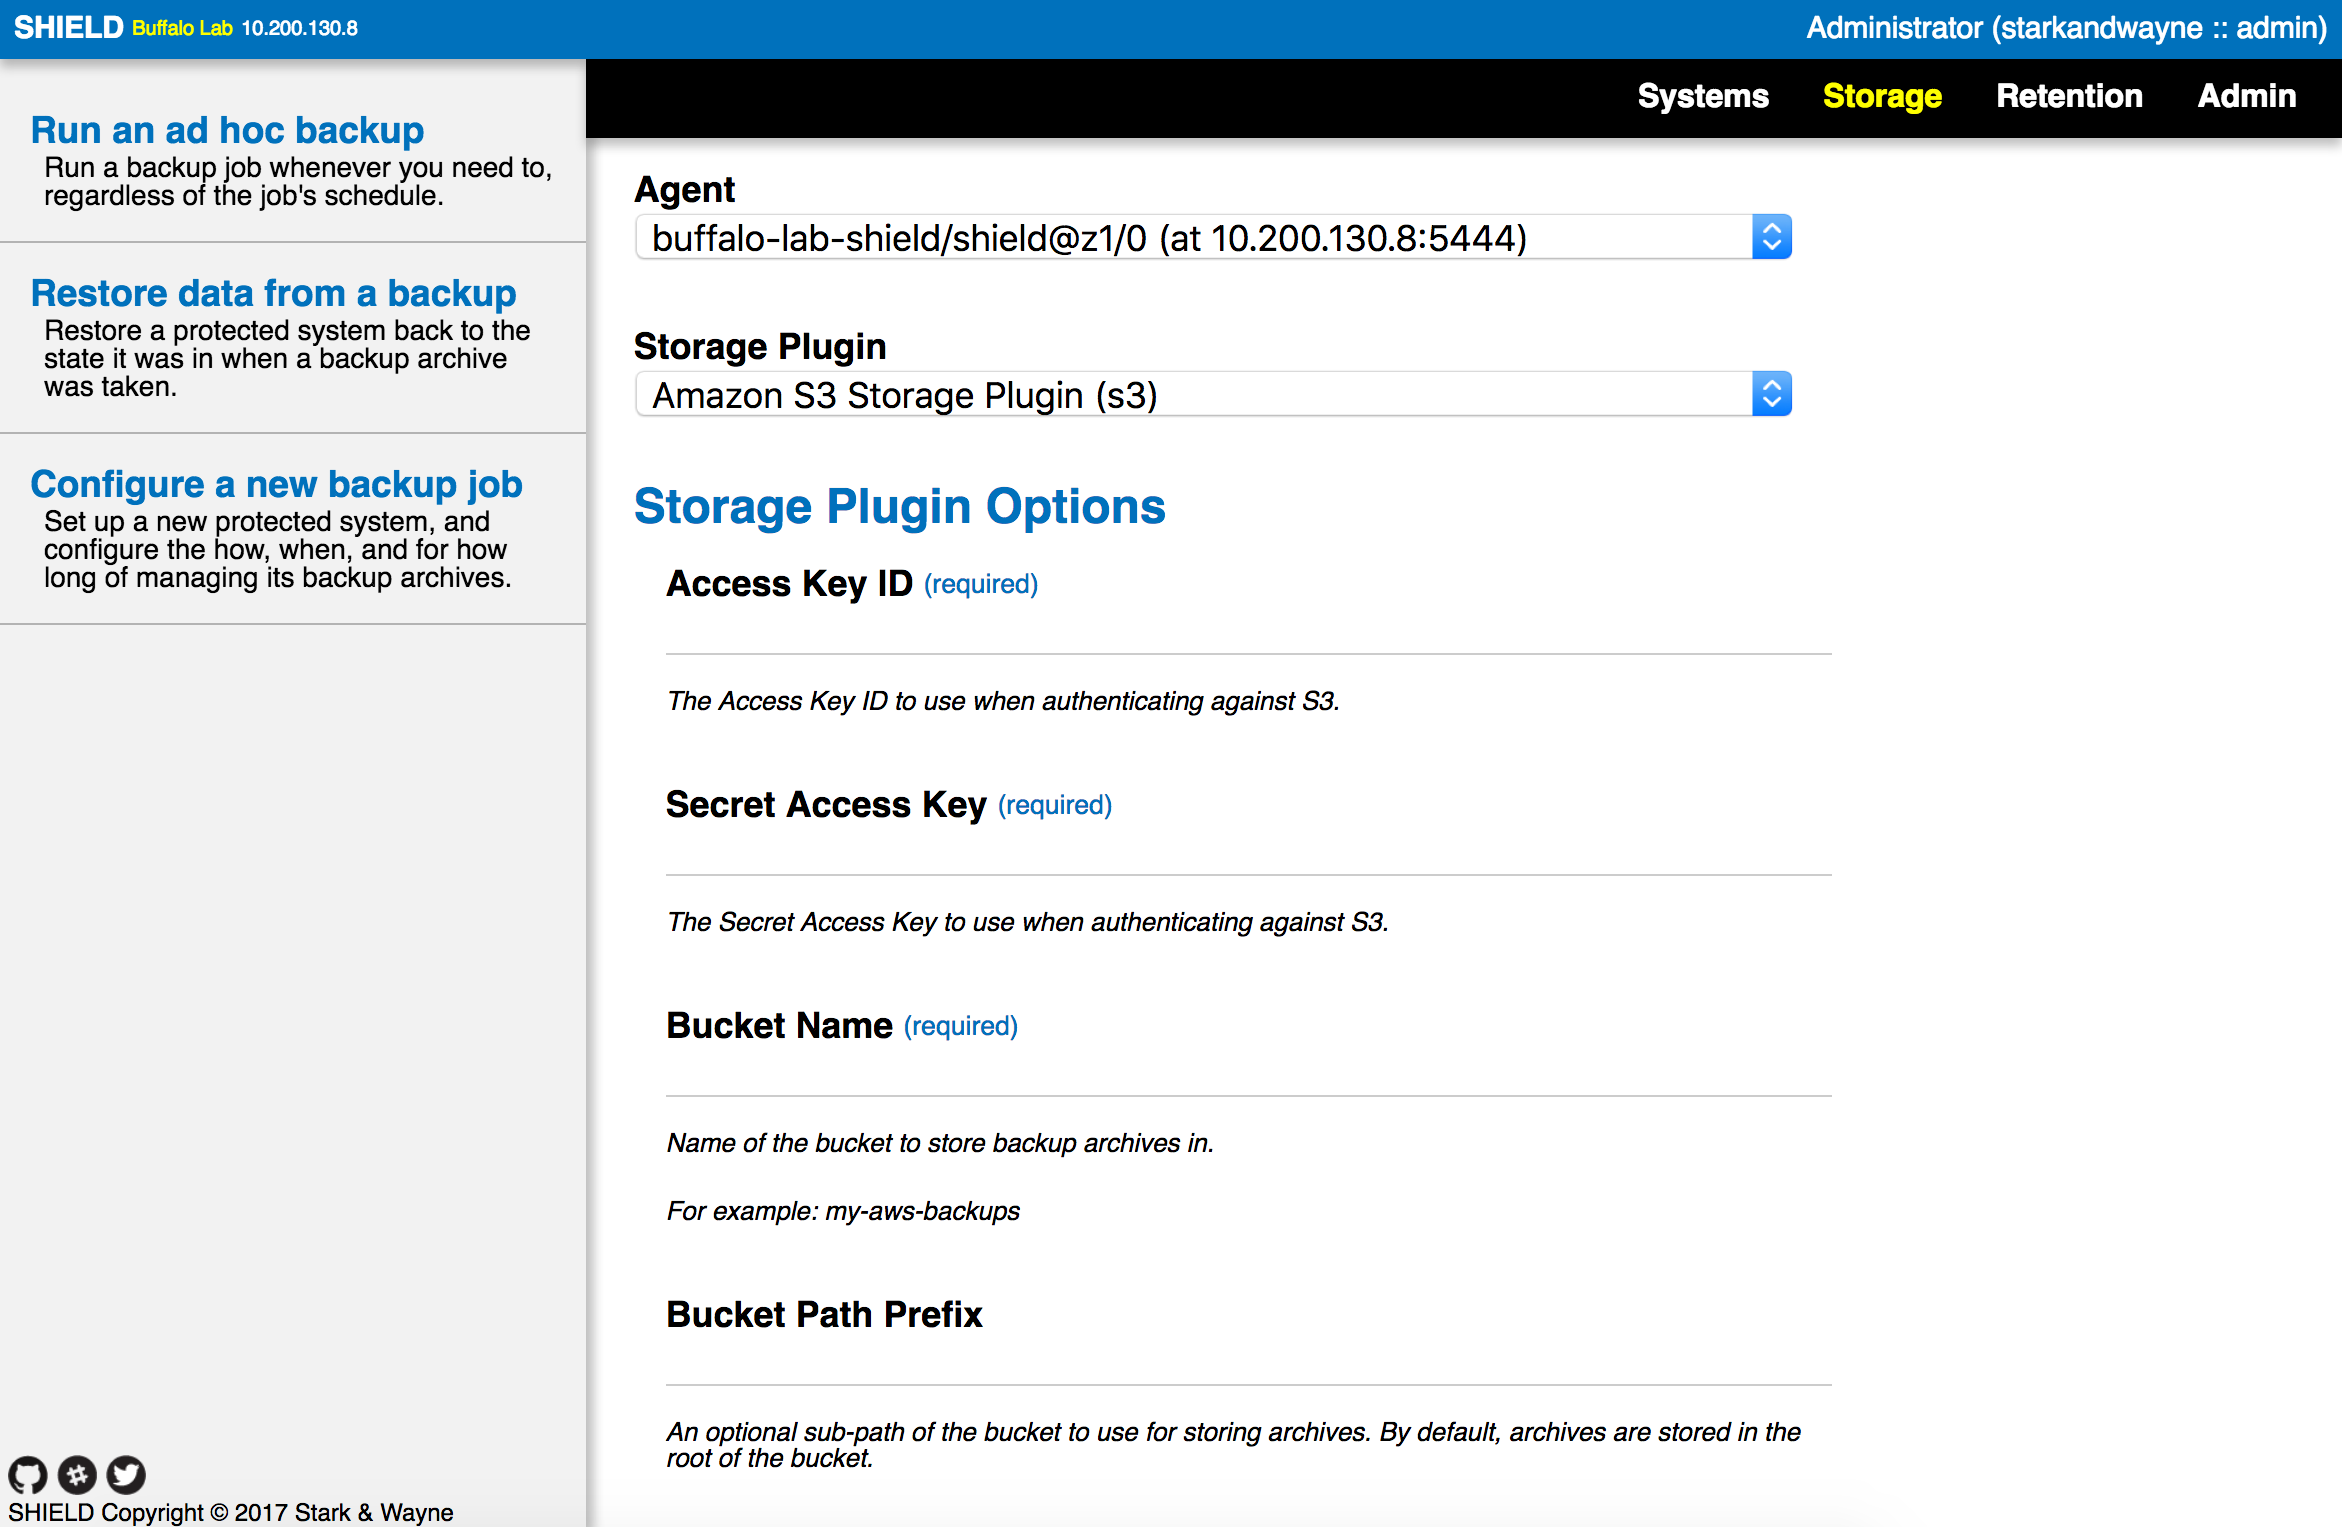 SHIELD Buffalo Lab 10.200.130.8
Administrator (starkandwayne :: admin)
Systems Storage Retention Admin
Run an ad hoc backup
Run a backup job whenever you need to,
regardless of the job's schedule.
Restore data from a backup
Restore a protected system back to the
state it was in when a backup archive
was taken.
Configure a new backup job
Set up a new protected system, and
configure the how, when, and for how
long of managing its backup archives.
Agent
buffalo-lab-shield/shield@z1/0 (at 10.200.130.8:5444)
Storage Plugin
Amazon S3 Storage Plugin (s3)
Storage Plugin Options
Access Key ID (required)
The Access Key ID to use when authenticating against S3.
Secret Access Key (required)
The Secret Access Key to use when authenticating against S3.
Bucket Name (required)
Name of the bucket to store backup archives in.
For example: my-aws-backups
Bucket Path Prefix
An optional sub-path of the bucket to use for storing archives. By default, archives are stored in the
root of the bucket.
SHIELD Copyright © 2017 Stark & Wayne